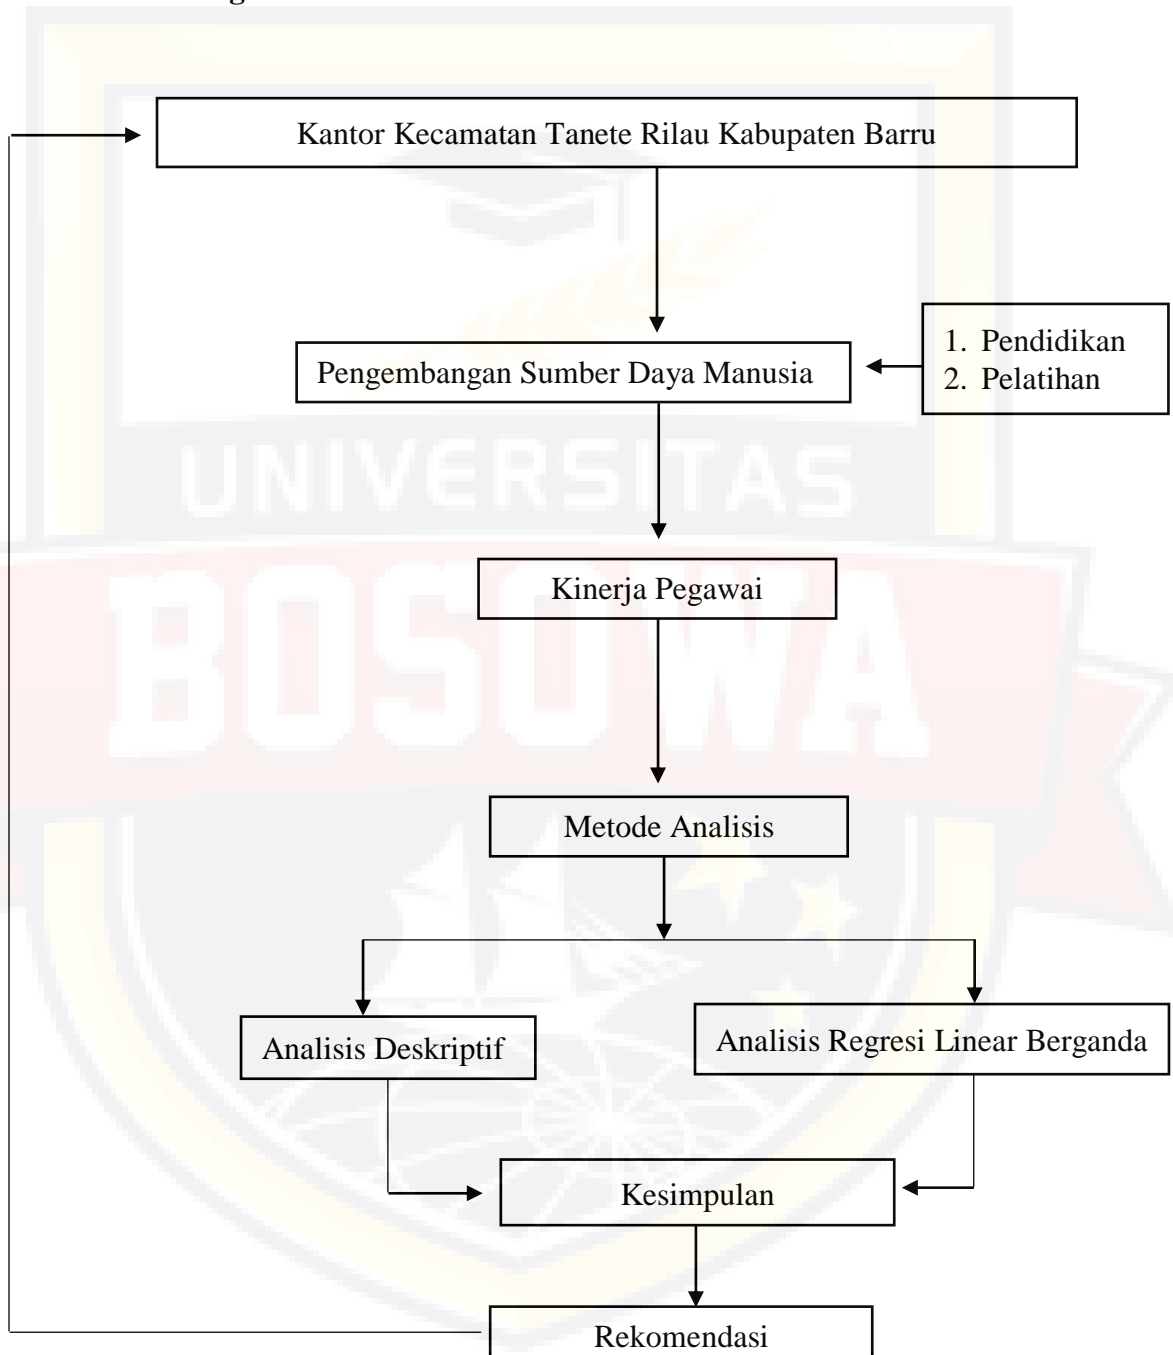 Kantor Kecamatan Tanete Rilau Kabupaten Barru
1. Pendidikan
2. Pelatihan
Pengembangan Sumber Daya Manusia
UNIVERSITAS
BOSOWA
Kinerja Pegawai
Metode Analisis
Analisis Deskriptif
Analisis Regresi Linear Berganda
Kesimpulan
Rekomendasi